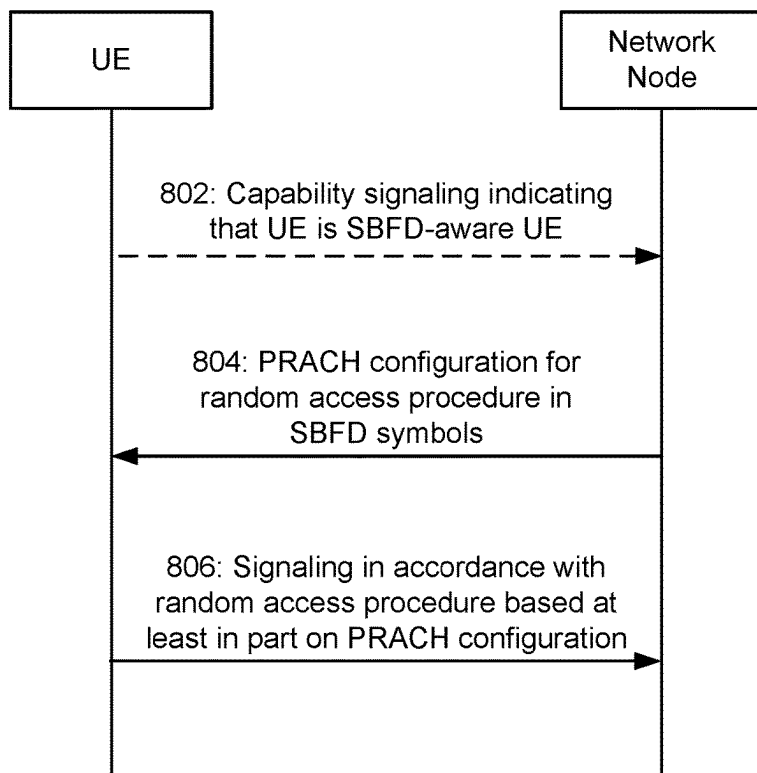 UE
Network
Node
802: Capability signaling indicating
that UE is SBFD-aware UE
804: PRACH configuration for
random access procedure in
SBFD symbols
806: Signaling in accordance with
random access procedure based at
least in part on PRACH configuration